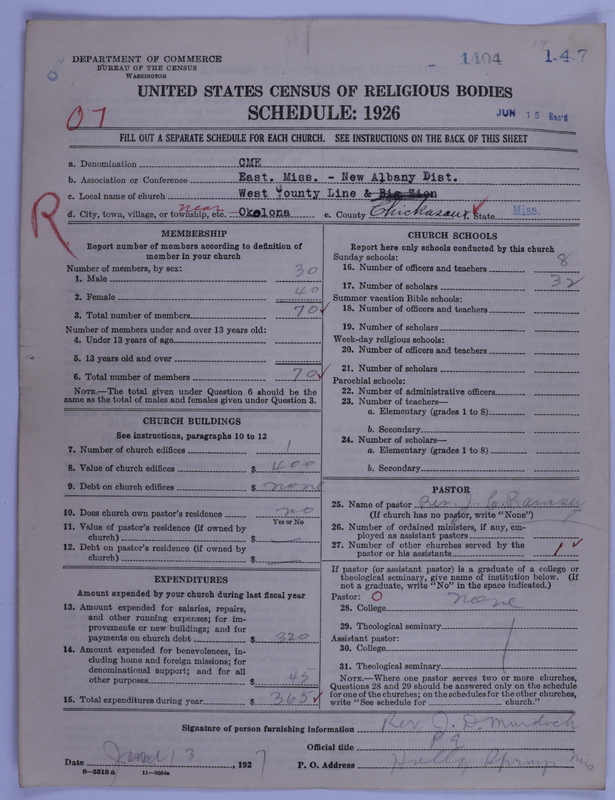 DEPARTMENT OF COMMERCE
BUREAU OF THE CENSUS
WASHINGTON
1404
1-4-7
UNITED STATES CENSUS OF RELIGIOUS BODIES
SCHEDULE: 1926
JUN 15 Rec'd
07
FILL OUT A SEPARATE SCHEDULE FOR EACH CHURCH. SEE INSTRUCTIONS ON THE BACK OF THIS SHEET
a. Denomination CME
b. Association or Conference East. Miss. - New Albany Dist.
c. Local name of church West County Line & Big Zion
d. City, town, village, or township, etc. near Okolona e. County Chickasaw State Miss.
R
MEMBERSHIP
Report number of members according to definition of member in your church
Number of members, by sex:
1. Male 30
2. Female 40
3. Total number of members 70
Number of members under and over 13 years old:
4. Under 13 years of age
5. 13 years old and over
6. Total number of members 70
NOTE.—The total given under Question 6 should be the same as the total of males and females given under Question 3.
CHURCH BUILDINGS
See instructions, paragraphs 10 to 12
7. Number of church edifices 1
8. Value of church edifices $ 400
9. Debt on church edifices $ none
10. Does church own pastor's residence no
Yes or No
11. Value of pastor's residence (if owned by church) $
12. Debt on pastor's residence (if owned by church) $
EXPENDITURES
Amount expended by your church during last fiscal year
13. Amount expended for salaries, repairs, and other running expenses; for improvements or new buildings; and for payments on church debt $ 320
14. Amount expended for benevolences, including home and foreign missions; for denominational support; and for all other purposes $ 45
15. Total expenditures during year $ 365
CHURCH SCHOOLS
Report here only schools conducted by this church
Sunday schools:
16. Number of officers and teachers 8
17. Number of scholars 32
Summer vacation Bible schools:
18. Number of officers and teachers
19. Number of scholars
Week-day religious schools:
20. Number of officers and teachers
21. Number of scholars
Parochial schools:
22. Number of administrative officers
23. Number of teachers—
a. Elementary (grades 1 to 8)
b. Secondary
24. Number of scholars—
a. Elementary (grades 1 to 8)
b. Secondary
PASTOR
25. Name of pastor Rev. J. C. Ramsey
(If church has no pastor, write "None")
26. Number of ordained ministers, if any, employed as assistant pastors
27. Number of other churches served by the pastor or his assistants 1
If pastor (or assistant pastor) is a graduate of a college or theological seminary, give name of institution below. (If not a graduate, write "No" in the space indicated.)
Pastor: 0
28. College none
29. Theological seminary
Assistant pastor:
30. College
31. Theological seminary
NOTE.—Where one pastor serves two or more churches, Questions 28 and 29 should be answered only on the schedule for one of the churches; on the schedules for the other churches, write "See schedule for church."
Signature of person furnishing information Rev J. D. Murdock
Official title P E
Date 13, 1927 P. O. Address Holly Springs Miss
8—5518a 11—9054a